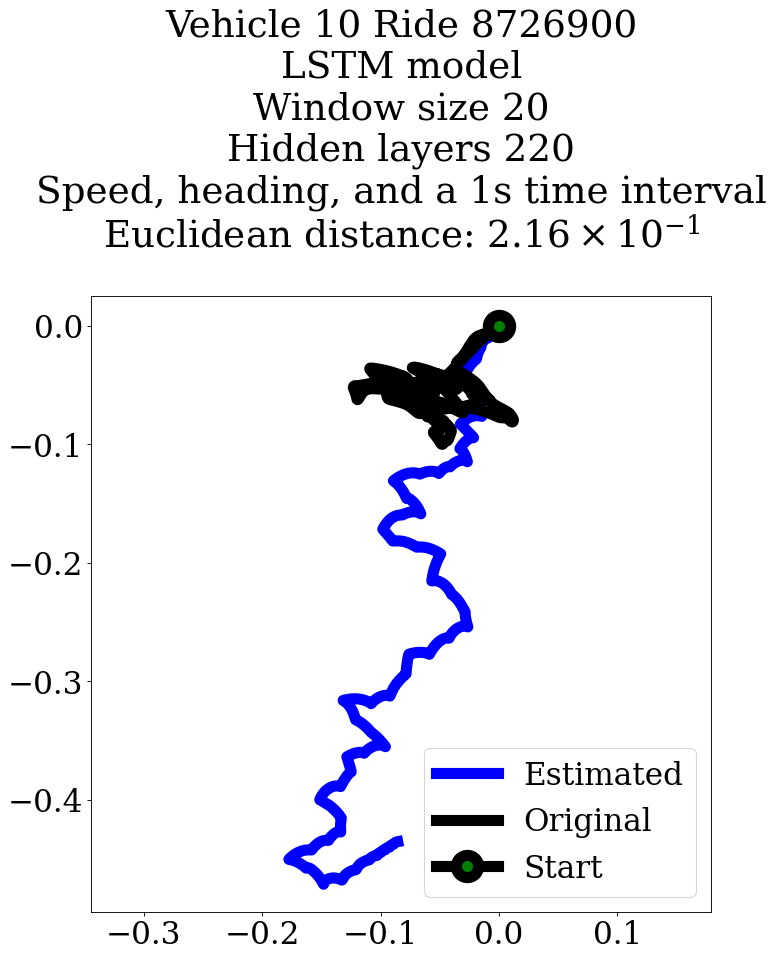 Vehicle 10 Ride 8726900
LSTM model
Window size 20
Hidden layers 220
Speed, heading, and a 1s time interval
Euclidean distance: 2.16 × 10⁻¹
0.0
−0.1
−0.2
−0.3
−0.4
Estimated
Original
Start
−0.3 −0.2 −0.1 0.0 0.1